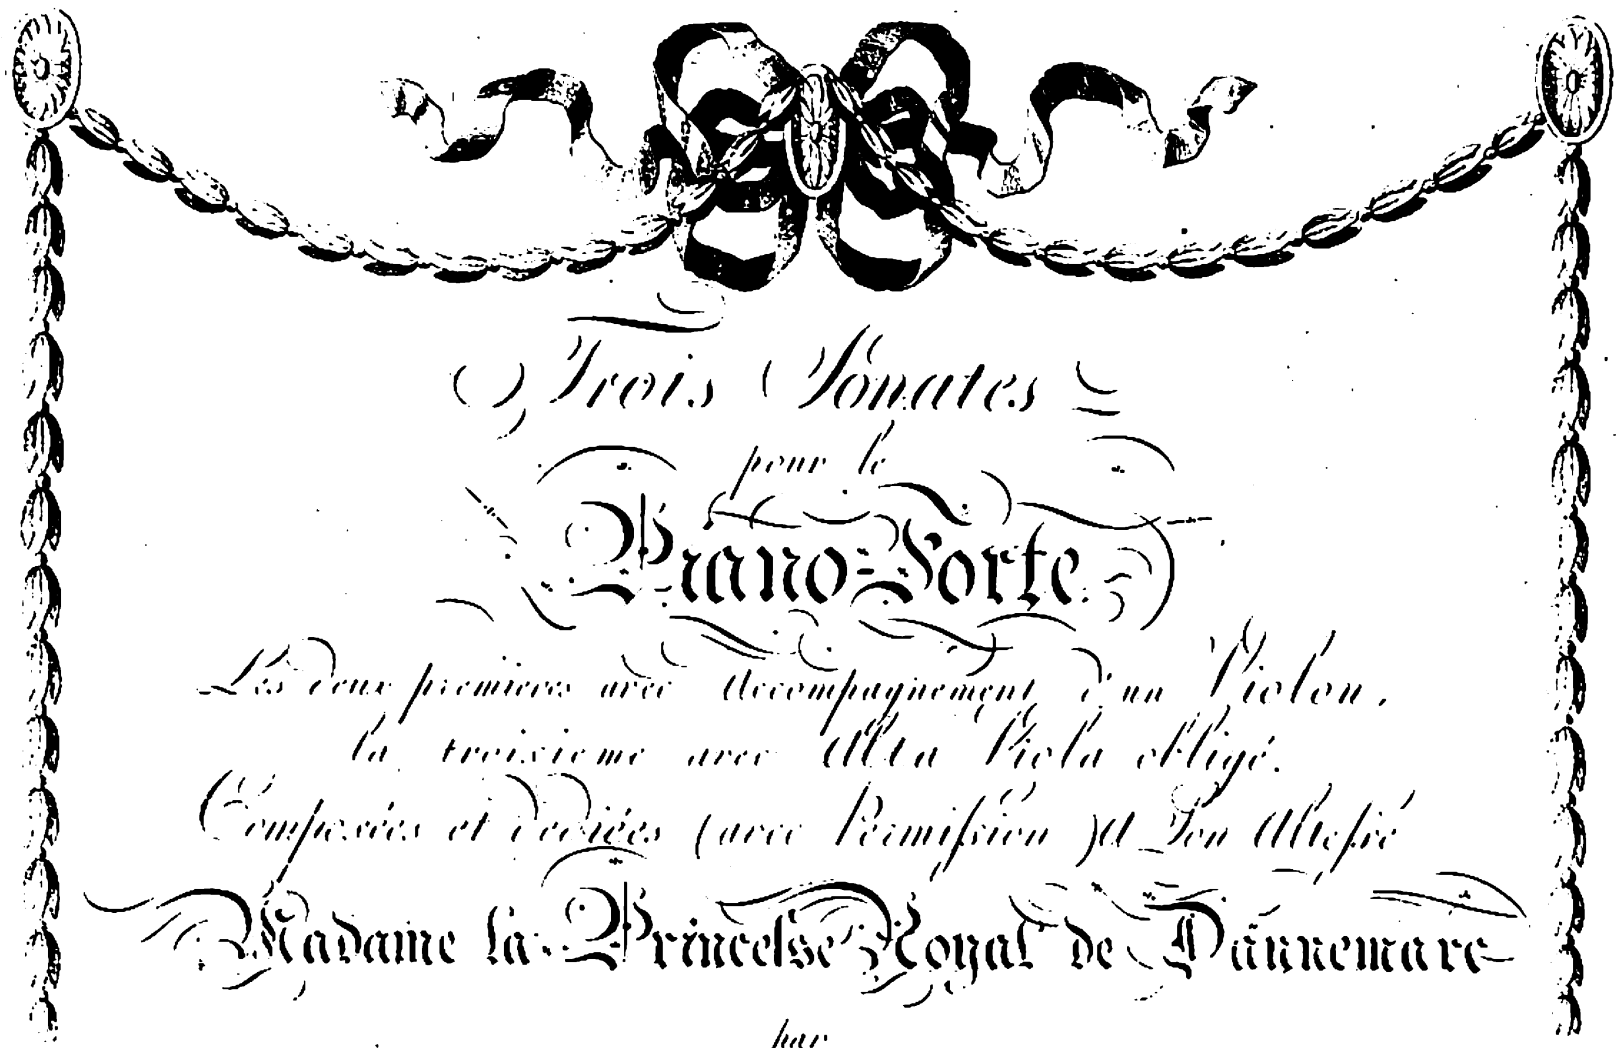 Trois Sonates
pour le
Piano=Forte
Les deux premieres avec Accompagnement d'un Violon,
la troisieme avec Alta Viola obligé.
Composées et dediées (avec Permission) A Son Altesse
Madame la Princesse Royal de Dännemarc
par